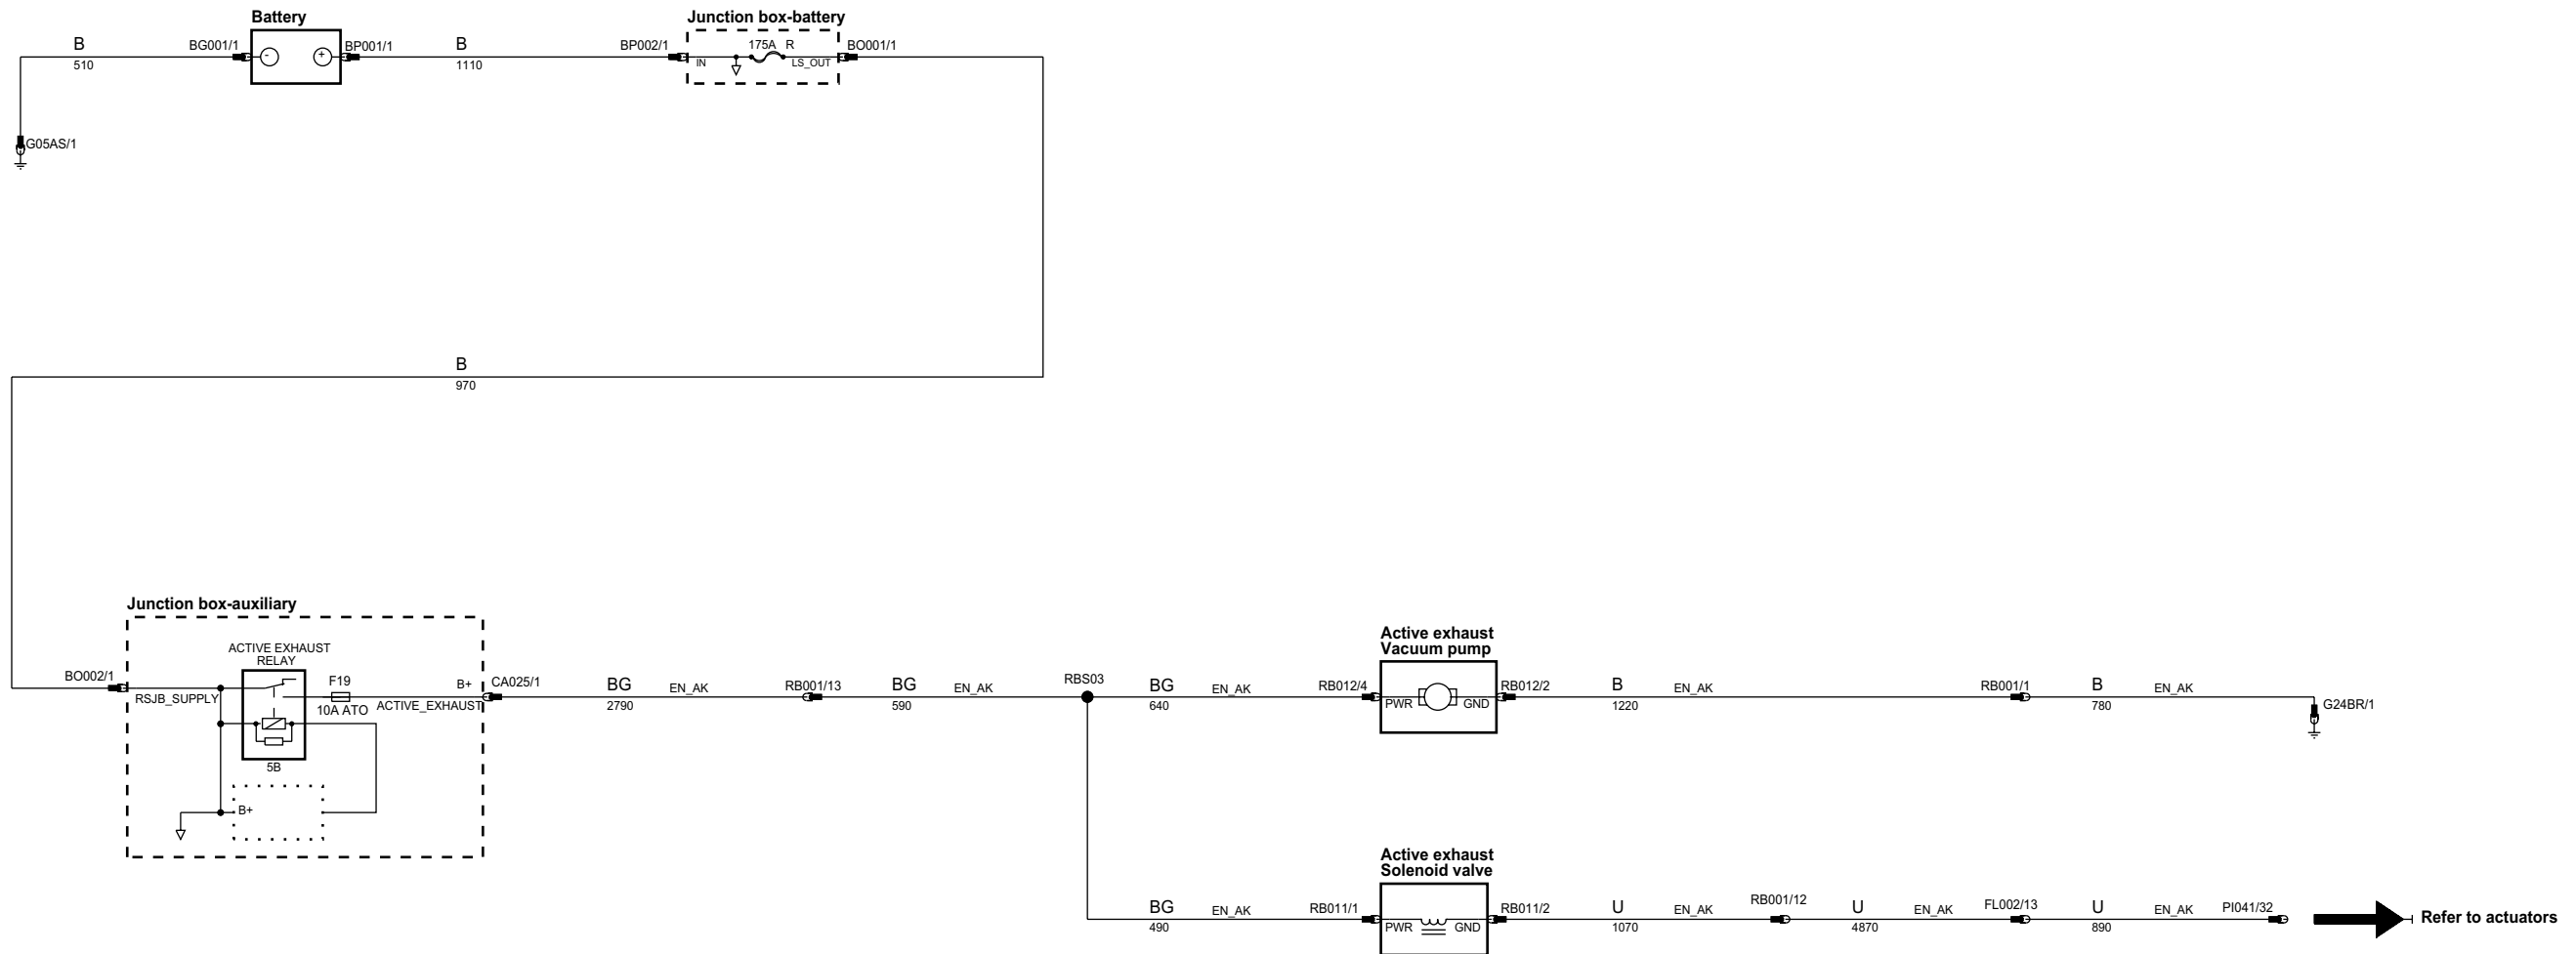 Battery
Junction box-battery
B
510
BG001/1
-
+
BP001/1
B
1110
BP002/1
IN
175A R
LS_OUT
BO001/1
G05AS/1
B
970
Junction box-auxiliary
BO002/1
RSJB_SUPPLY
ACTIVE EXHAUST
RELAY
F19
10A ATO
B+
ACTIVE_EXHAUST
5B
B+
CA025/1
BG
2790
EN_AK
RB001/13
BG
590
EN_AK
RBS03
BG
640
EN_AK
RB012/4
Active exhaust
Vacuum pump
PWR
GND
RB012/2
B
1220
EN_AK
RB001/1
B
780
EN_AK
G24BR/1
BG
490
EN_AK
RB011/1
Active exhaust
Solenoid valve
PWR
GND
RB011/2
U
1070
EN_AK
RB001/12
U
4870
EN_AK
FL002/13
U
890
EN_AK
PI041/32
Refer to actuators